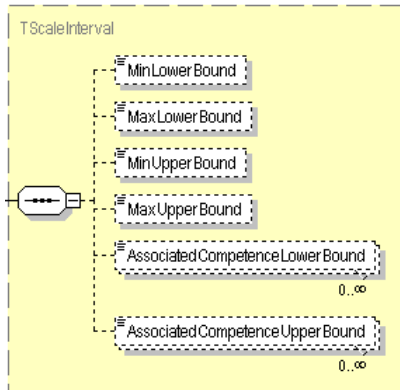 TScaleInterval
MinLowerBound
MaxLowerBound
MinUpperBound
MaxUpperBound
AssociatedCompetenceLowerBound
0..∞
AssociatedCompetenceUpperBound
0..∞